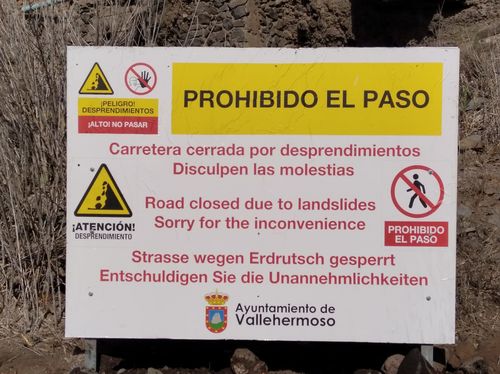 ¡PELIGRO!
DESPRENDIMIENTOS
¡ALTO! NO PASAR
PROHIBIDO EL PASO
Carretera cerrada por desprendimientos
Disculpen las molestias
¡ATENCIÓN!
DESPRENDIMIENTO
Road closed due to landslides
Sorry for the inconvenience
PROHIBIDO
EL PASO
Strasse wegen Erdrutsch gesperrt
Entschuldigen Sie die Unannehmlichkeiten
Ayuntamiento de
Vallehermoso